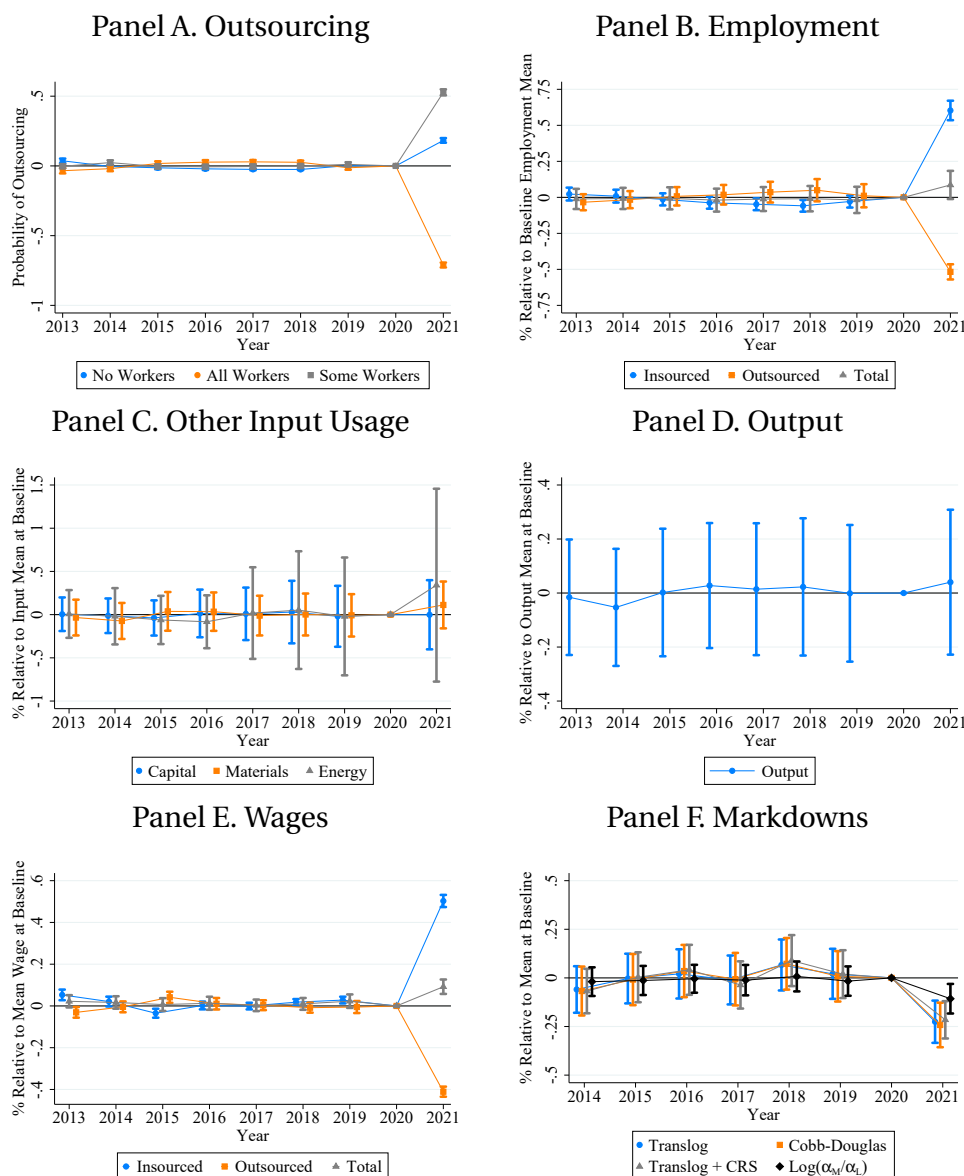 Panel A. Outsourcing
Probability of Outsourcing
.5
0
-.5
-1
2013 2014 2015 2016 2017 2018 2019 2020 2021
Year
No Workers All Workers Some Workers
Panel B. Employment
% Relative to Baseline Employment Mean
.75
.5
.25
0
-.25
-.5
-.75
2013 2014 2015 2016 2017 2018 2019 2020 2021
Year
Insourced Outsourced Total
Panel C. Other Input Usage
% Relative to Input Mean at Baseline
1.5
1
.5
0
-.5
-1
2013 2014 2015 2016 2017 2018 2019 2020 2021
Year
Capital Materials Energy
Panel D. Output
% Relative to Output Mean at Baseline
.4
.2
0
-.2
-.4
2013 2014 2015 2016 2017 2018 2019 2020 2021
Year
Output
Panel E. Wages
% Relative to Mean Wage at Baseline
.6
.4
.2
0
-.2
-.4
2013 2014 2015 2016 2017 2018 2019 2020 2021
Year
Insourced Outsourced Total
Panel F. Markdowns
% Relative to Mean at Baseline
.5
.25
0
-.25
-.5
2014 2015 2016 2017 2018 2019 2020 2021
Year
Translog Cobb-Douglas
Translog + CRS Log(α_M/α_L)